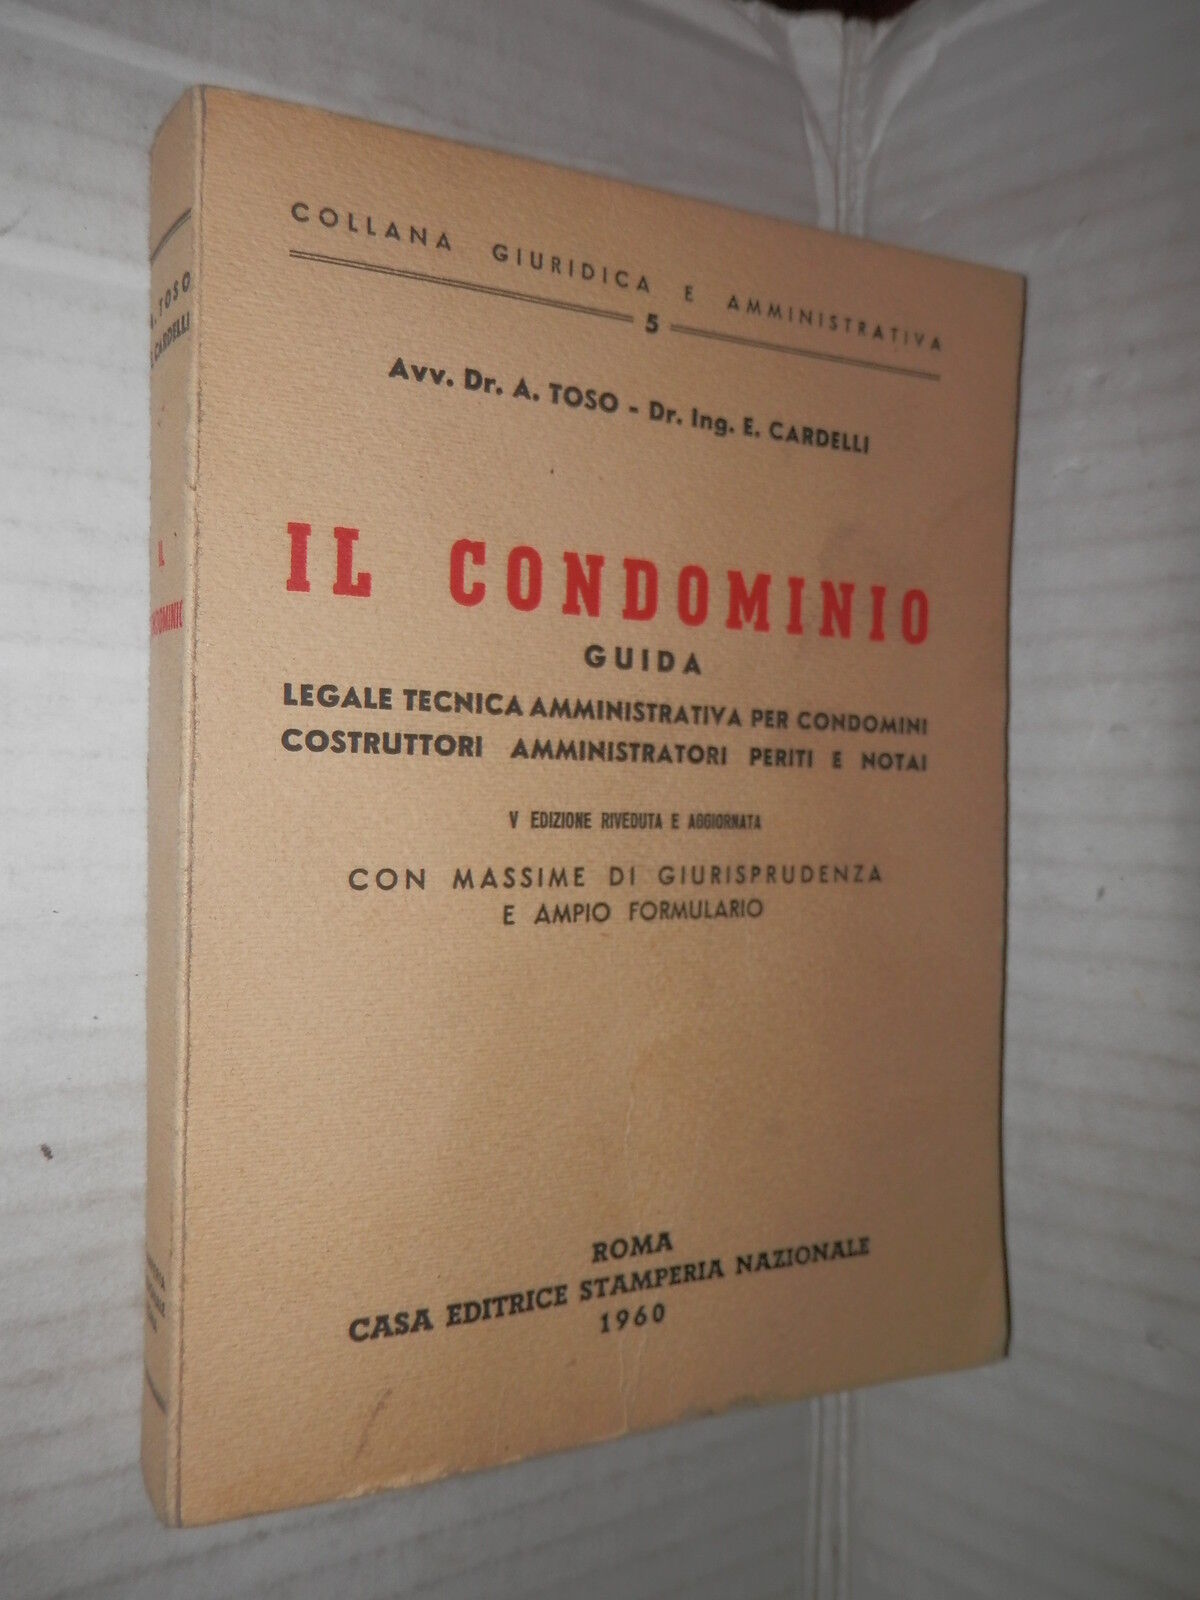 COLLANA GIURIDICA E AMMINISTRATIVA
5
Avv. Dr. A. TOSO - Dr. Ing. E. CARDELLI
IL CONDOMINIO
GUIDA
LEGALE TECNICA AMMINISTRATIVA PER CONDOMINI
COSTRUTTORI AMMINISTRATORI PERITI E NOTAI
V EDIZIONE RIVEDUTA E AGGIORNATA
CON MASSIME DI GIURISPRUDENZA
E AMPIO FORMULARIO
ROMA
CASA EDITRICE STAMPERIA NAZIONALE
1960
TOSO
CARDELLI
IL